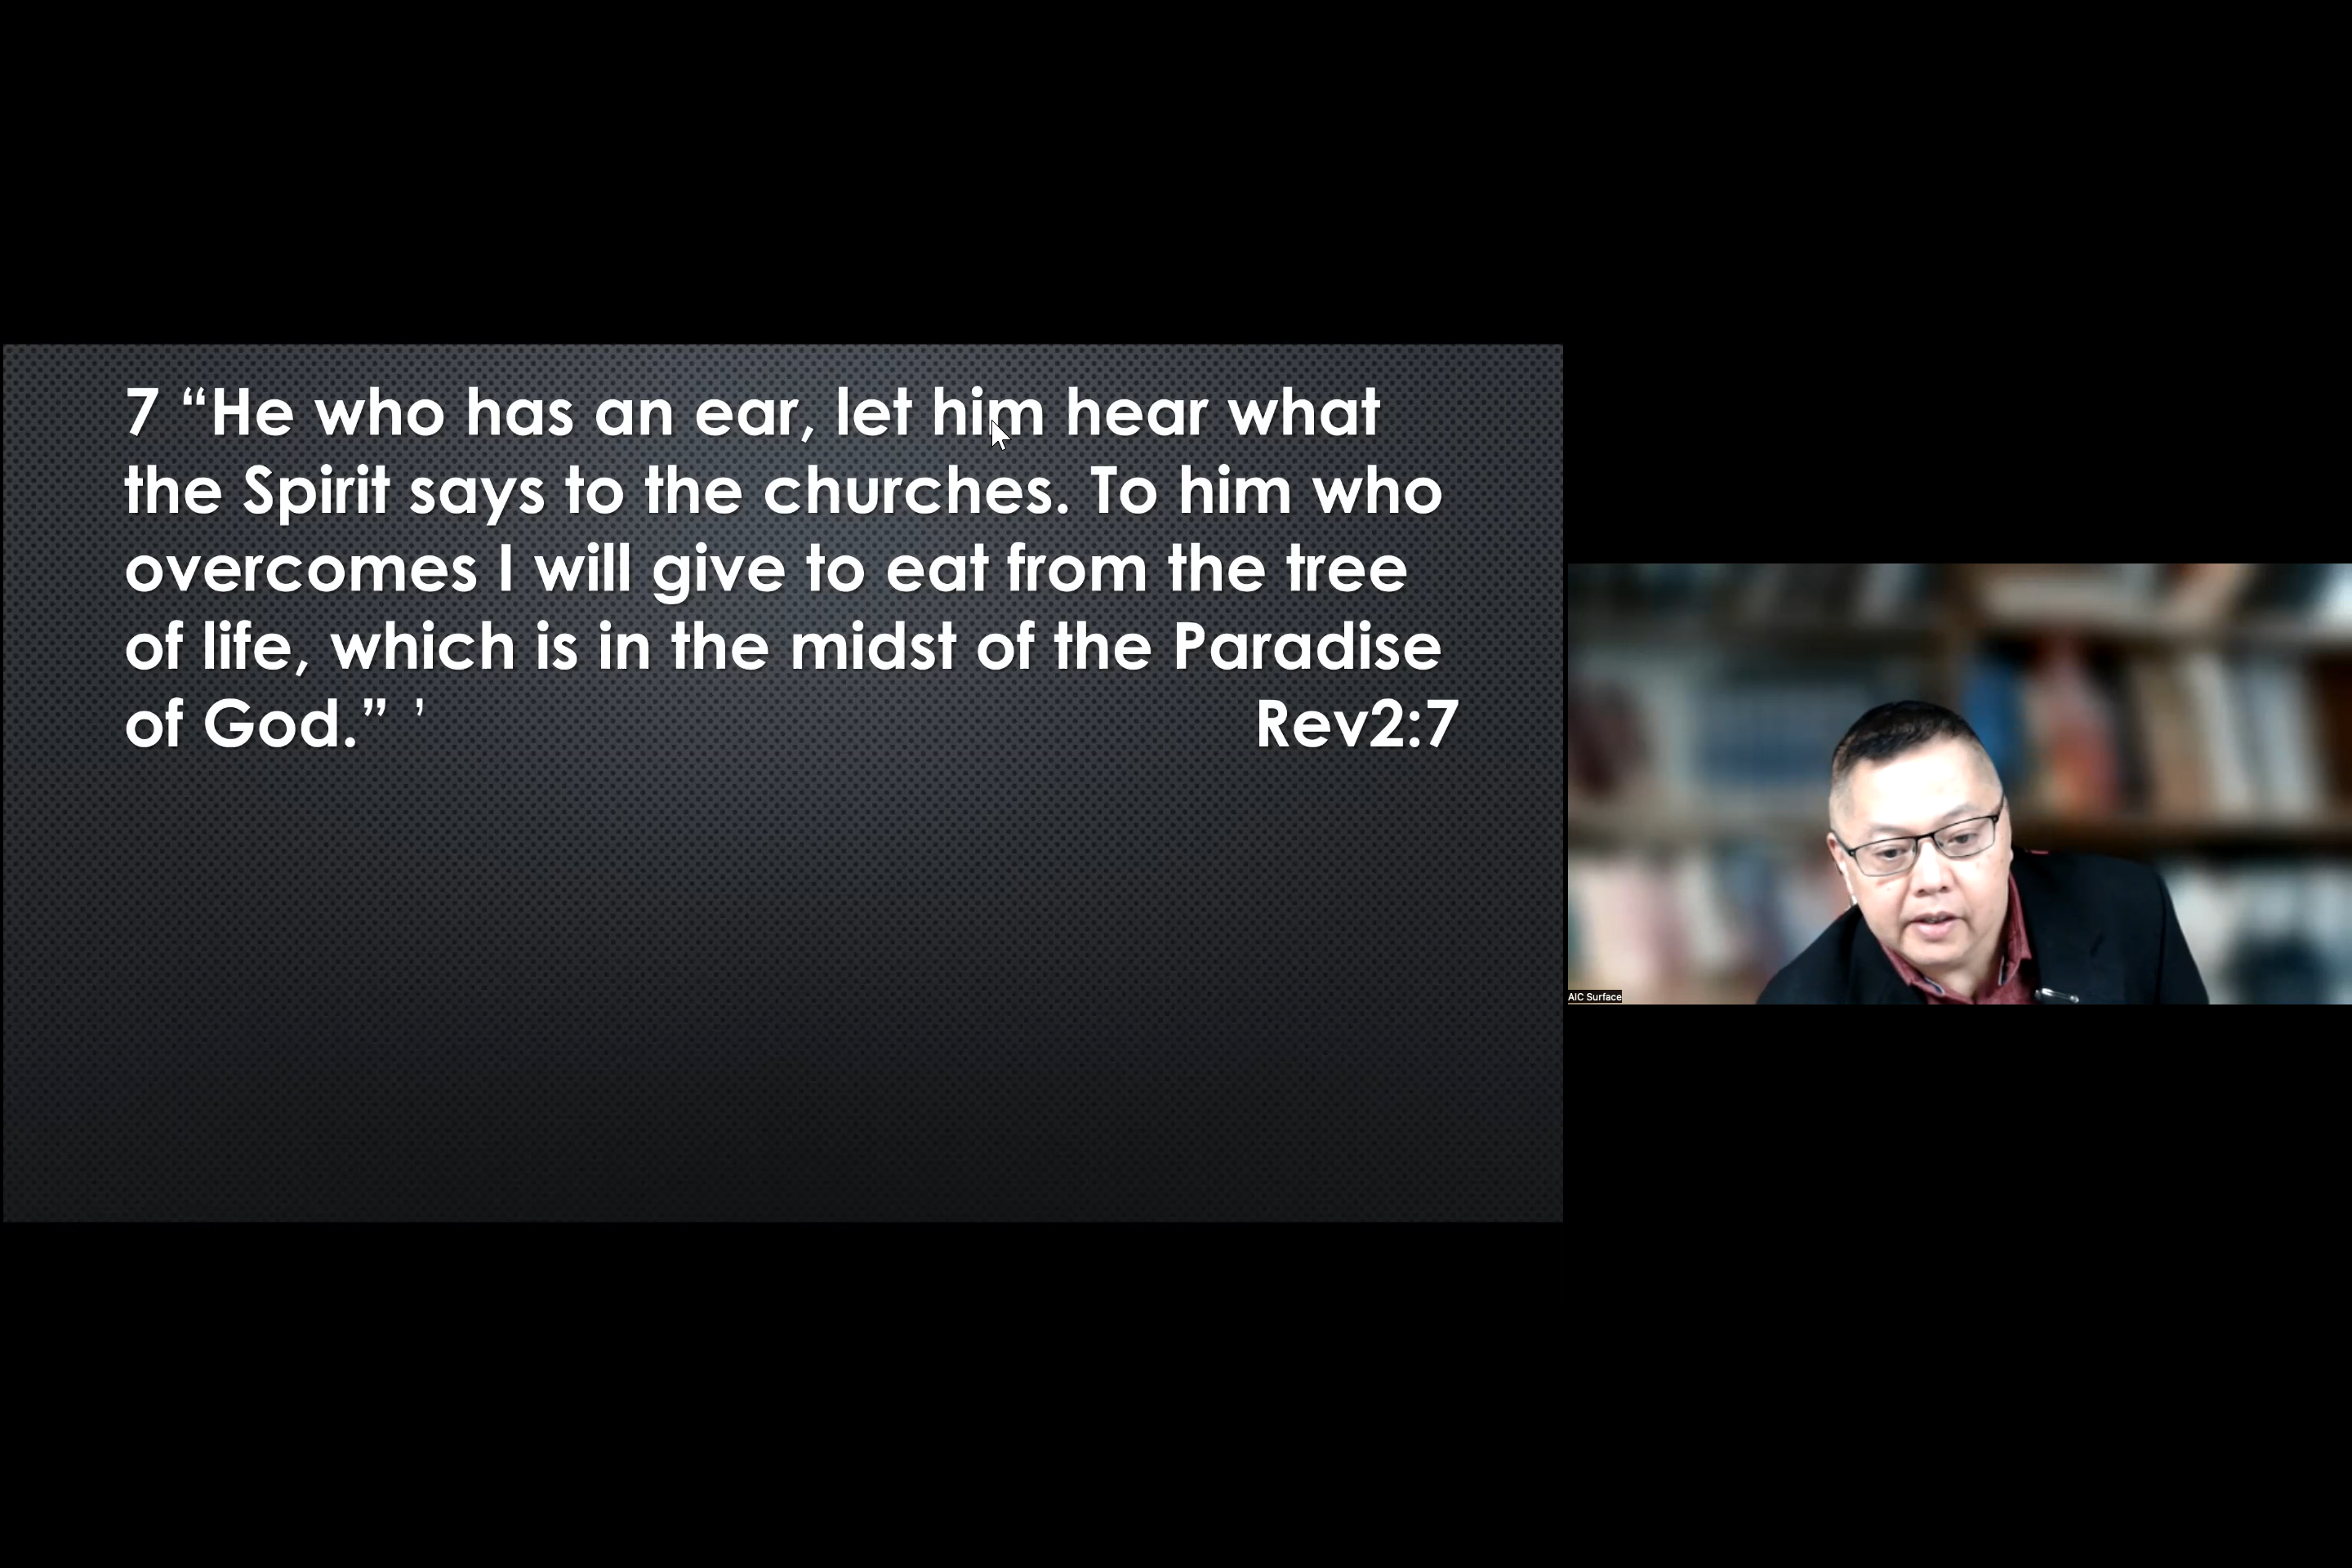 7 “He who has an ear, let him hear what
the Spirit says to the churches. To him who
overcomes I will give to eat from the tree
of life, which is in the midst of the Paradise
of God.” ’ Rev2:7
AIC Surface